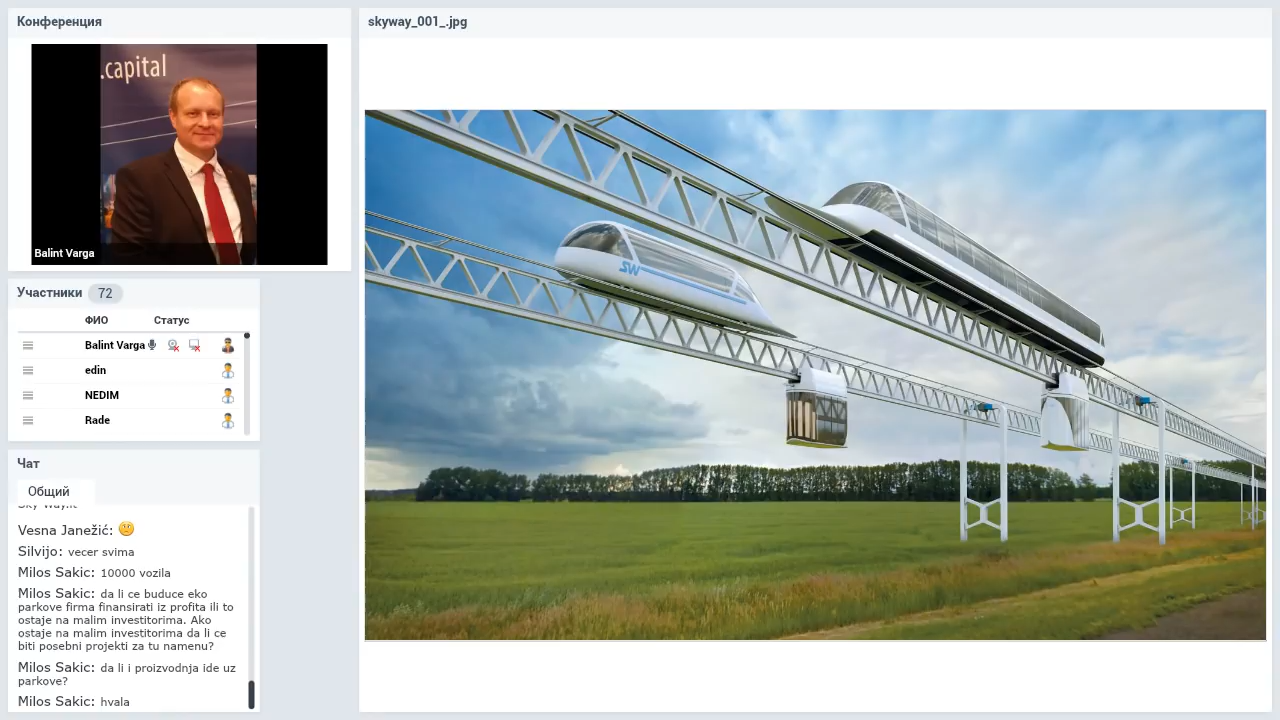 Конференция
.capital
Balint Varga
Участники 72
ФИО Статус
Balint Varga
edin
NEDIM
Rade
Чат
Общий
Vesna Janežić:
Silvijo: vecer svima
Milos Sakic: 10000 vozila
Milos Sakic: da li ce buduce eko
parkove firma finansirati iz profita ili to
ostaje na malim investitorima. Ako
ostaje na malim investitorima da li ce
biti posebni projekti za tu namenu?
Milos Sakic: da li i proizvodnja ide uz
parkove?
Milos Sakic: hvala
skyway_001_.jpg
SW